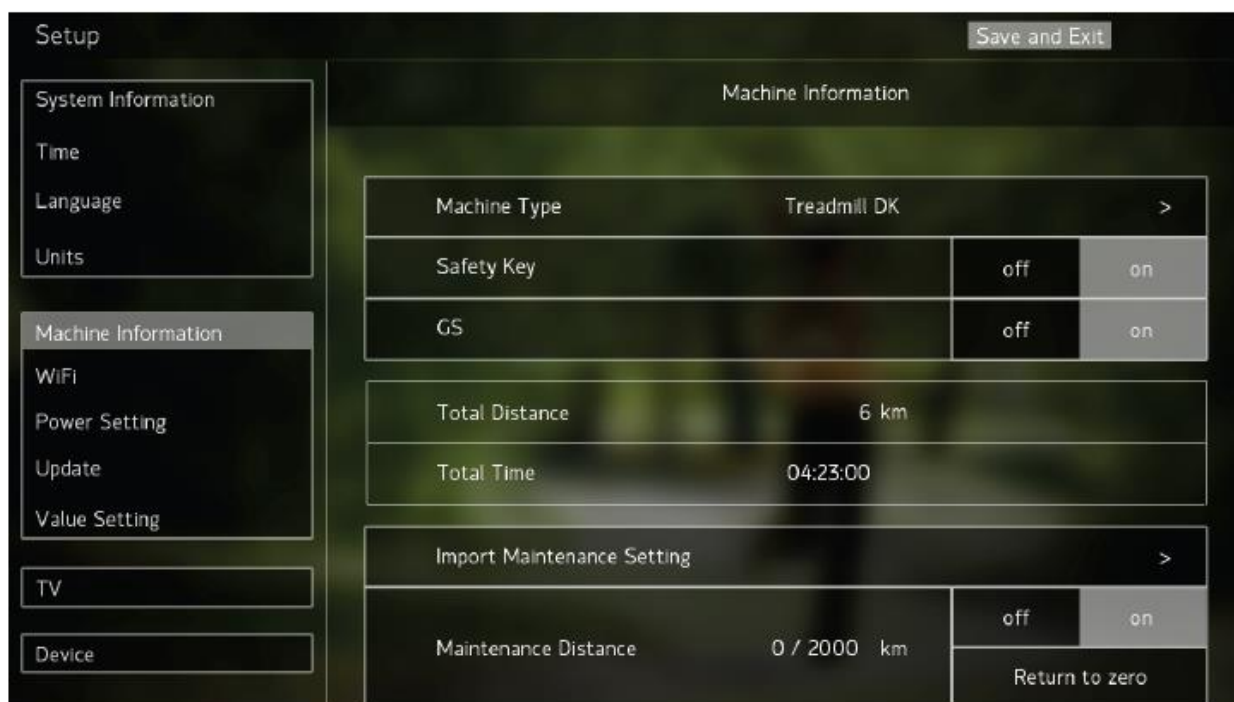 Setup
Save and Exit
System Information
Time
Language
Units
Machine Information
WiFi
Power Setting
Update
Value Setting
TV
Device
Machine Information
Machine Type Treadmill DK >
Safety Key off on
GS off on
Total Distance 6 km
Total Time 04:23:00
Import Maintenance Setting >
Maintenance Distance 0 / 2000 km off on
Return to zero